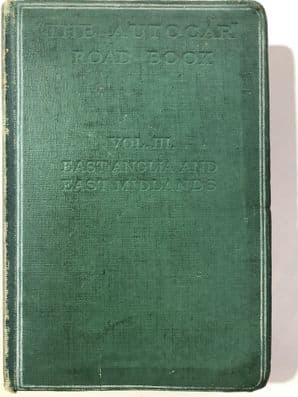 THE AUTOCAR
ROAD BOOK
VOL. III.
EAST ANGLIA AND
EAST MIDLANDS